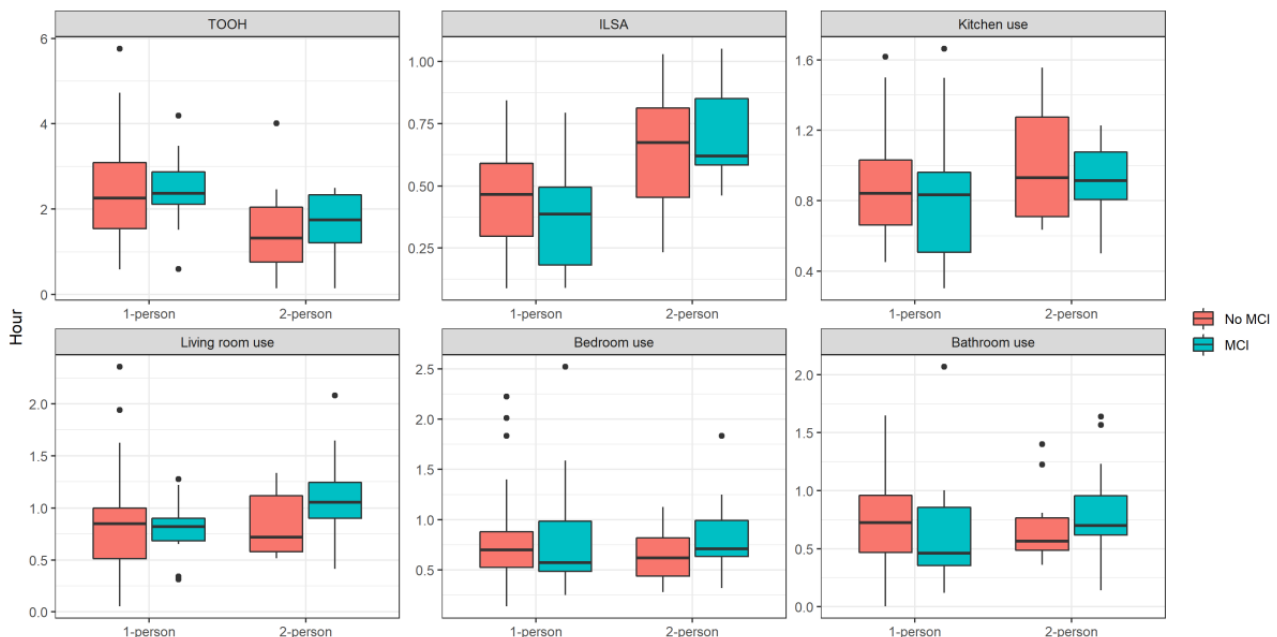 TOOH
ILSA
Kitchen use
6
4
2
0
1.00
0.75
0.50
0.25
1.6
1.2
0.8
0.4
1-person 2-person
1-person 2-person
1-person 2-person
Hour
No MCI
MCI
Living room use
Bedroom use
Bathroom use
2.0
1.5
1.0
0.5
0.0
2.5
2.0
1.5
1.0
0.5
2.0
1.5
1.0
0.5
0.0
1-person 2-person
1-person 2-person
1-person 2-person